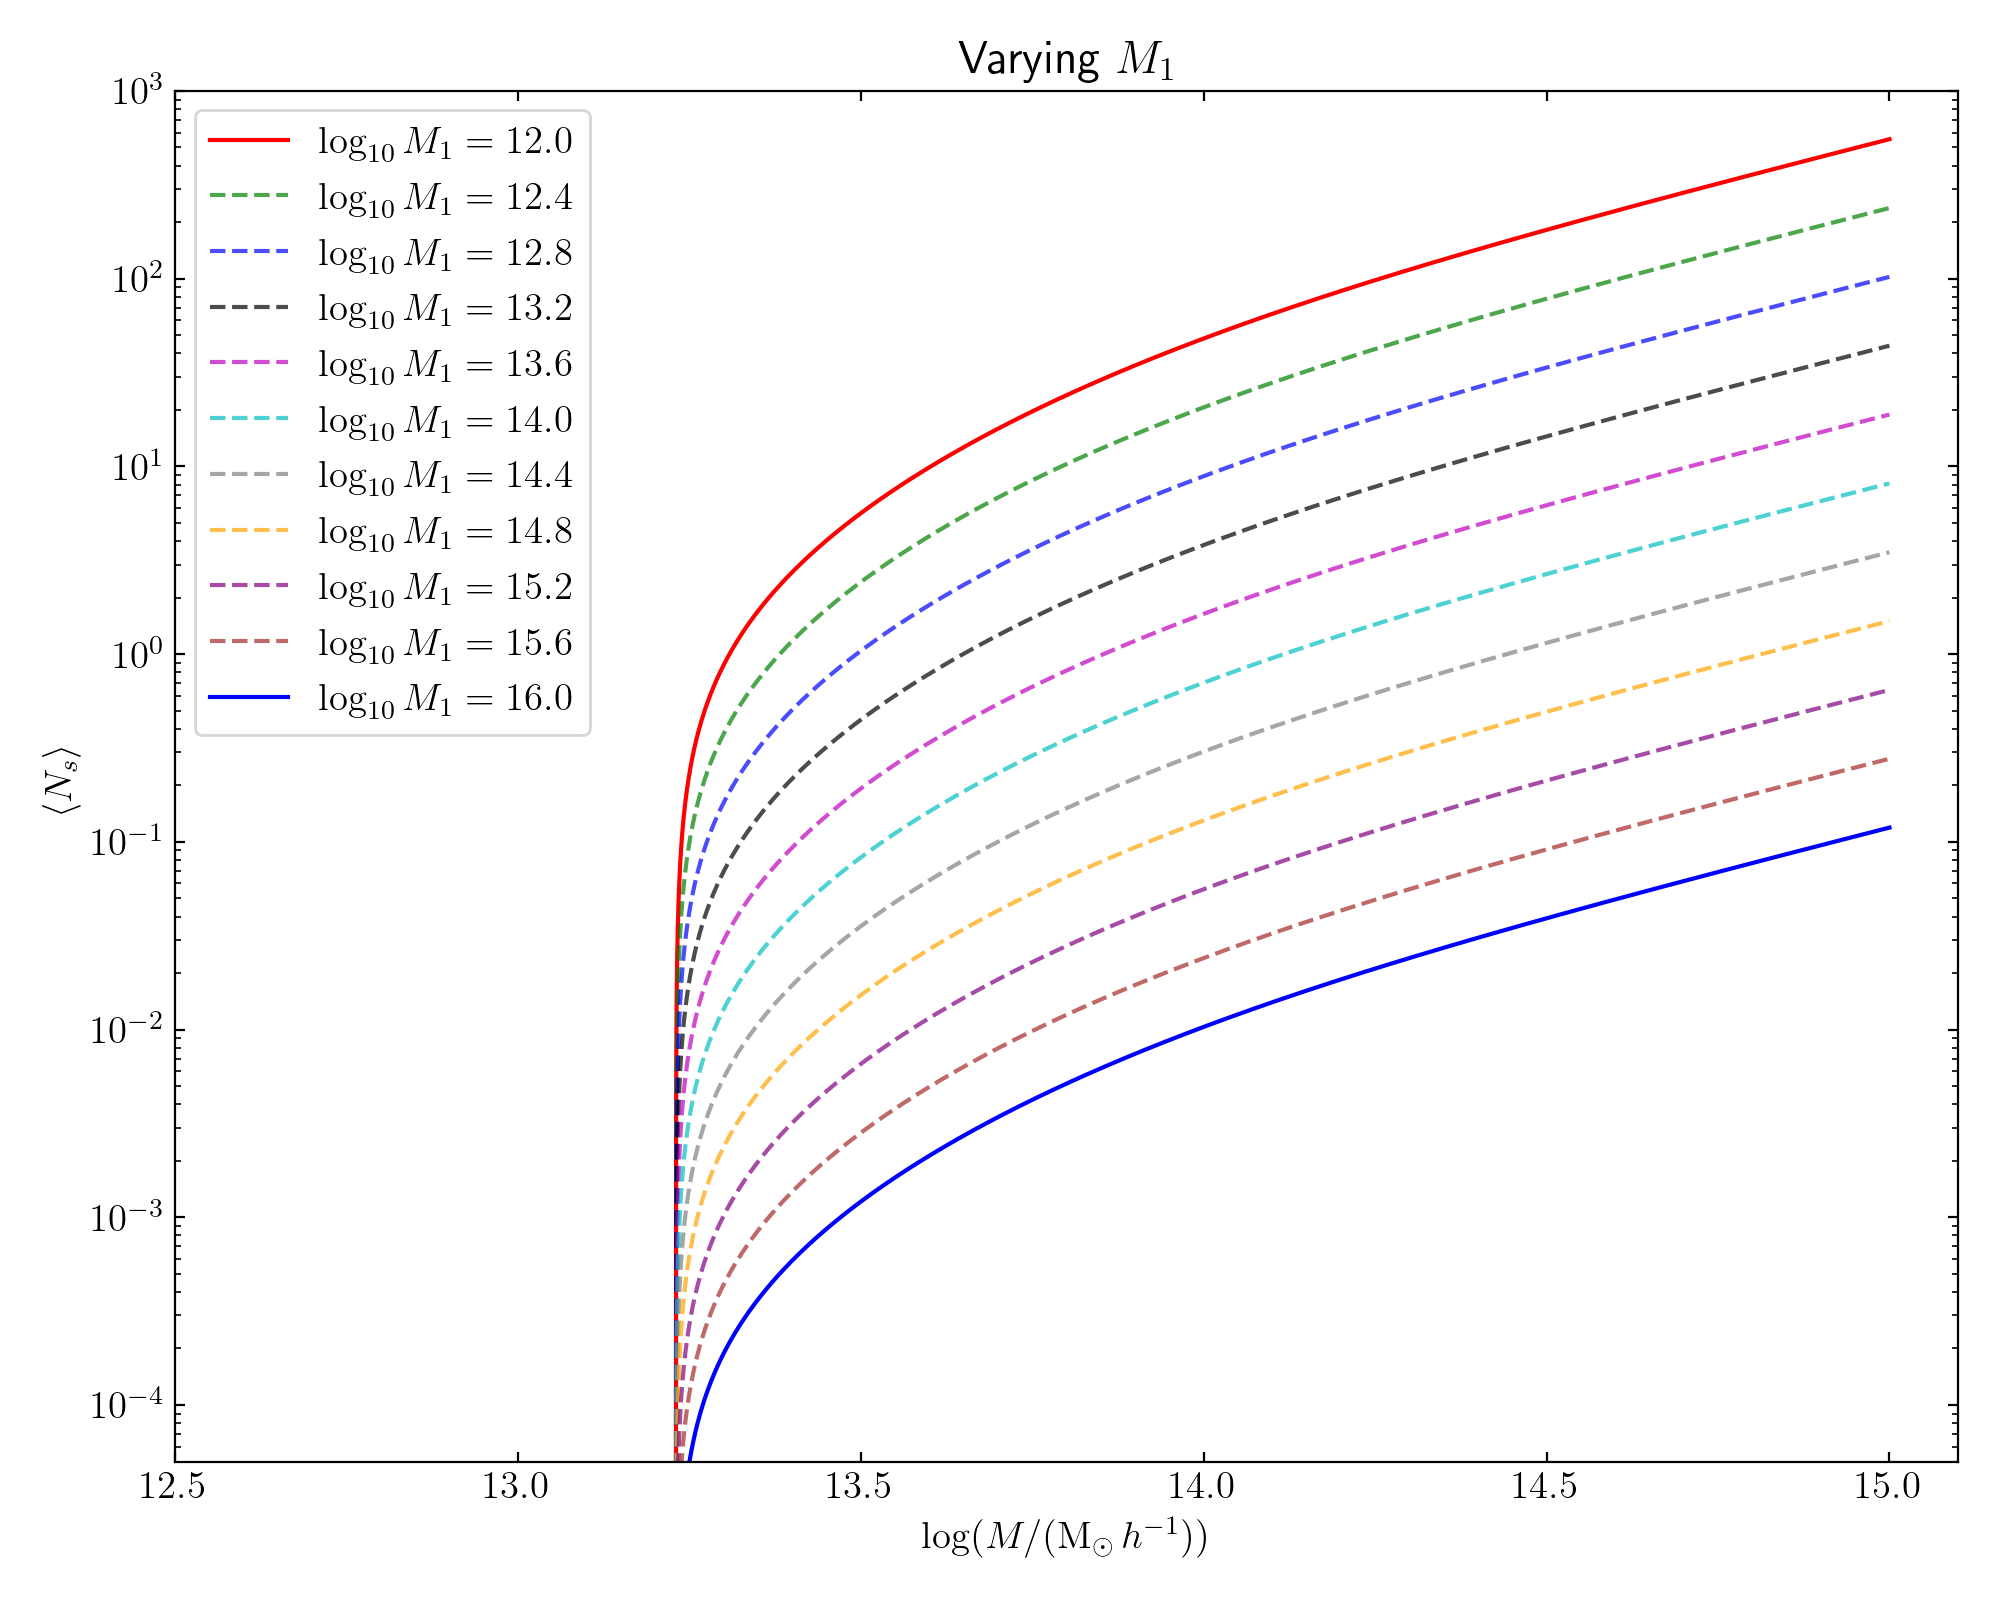 Varying $M_1$
$10^3$
$10^2$
$10^1$
$10^0$
$10^{-1}$
$10^{-2}$
$10^{-3}$
$10^{-4}$
$\langle N_s \rangle$
$\log_{10} M_1 = 12.0$
$\log_{10} M_1 = 12.4$
$\log_{10} M_1 = 12.8$
$\log_{10} M_1 = 13.2$
$\log_{10} M_1 = 13.6$
$\log_{10} M_1 = 14.0$
$\log_{10} M_1 = 14.4$
$\log_{10} M_1 = 14.8$
$\log_{10} M_1 = 15.2$
$\log_{10} M_1 = 15.6$
$\log_{10} M_1 = 16.0$
12.5 13.0 13.5 14.0 14.5 15.0
$\log(M/(\mathrm{M}_\odot\, h^{-1}))$